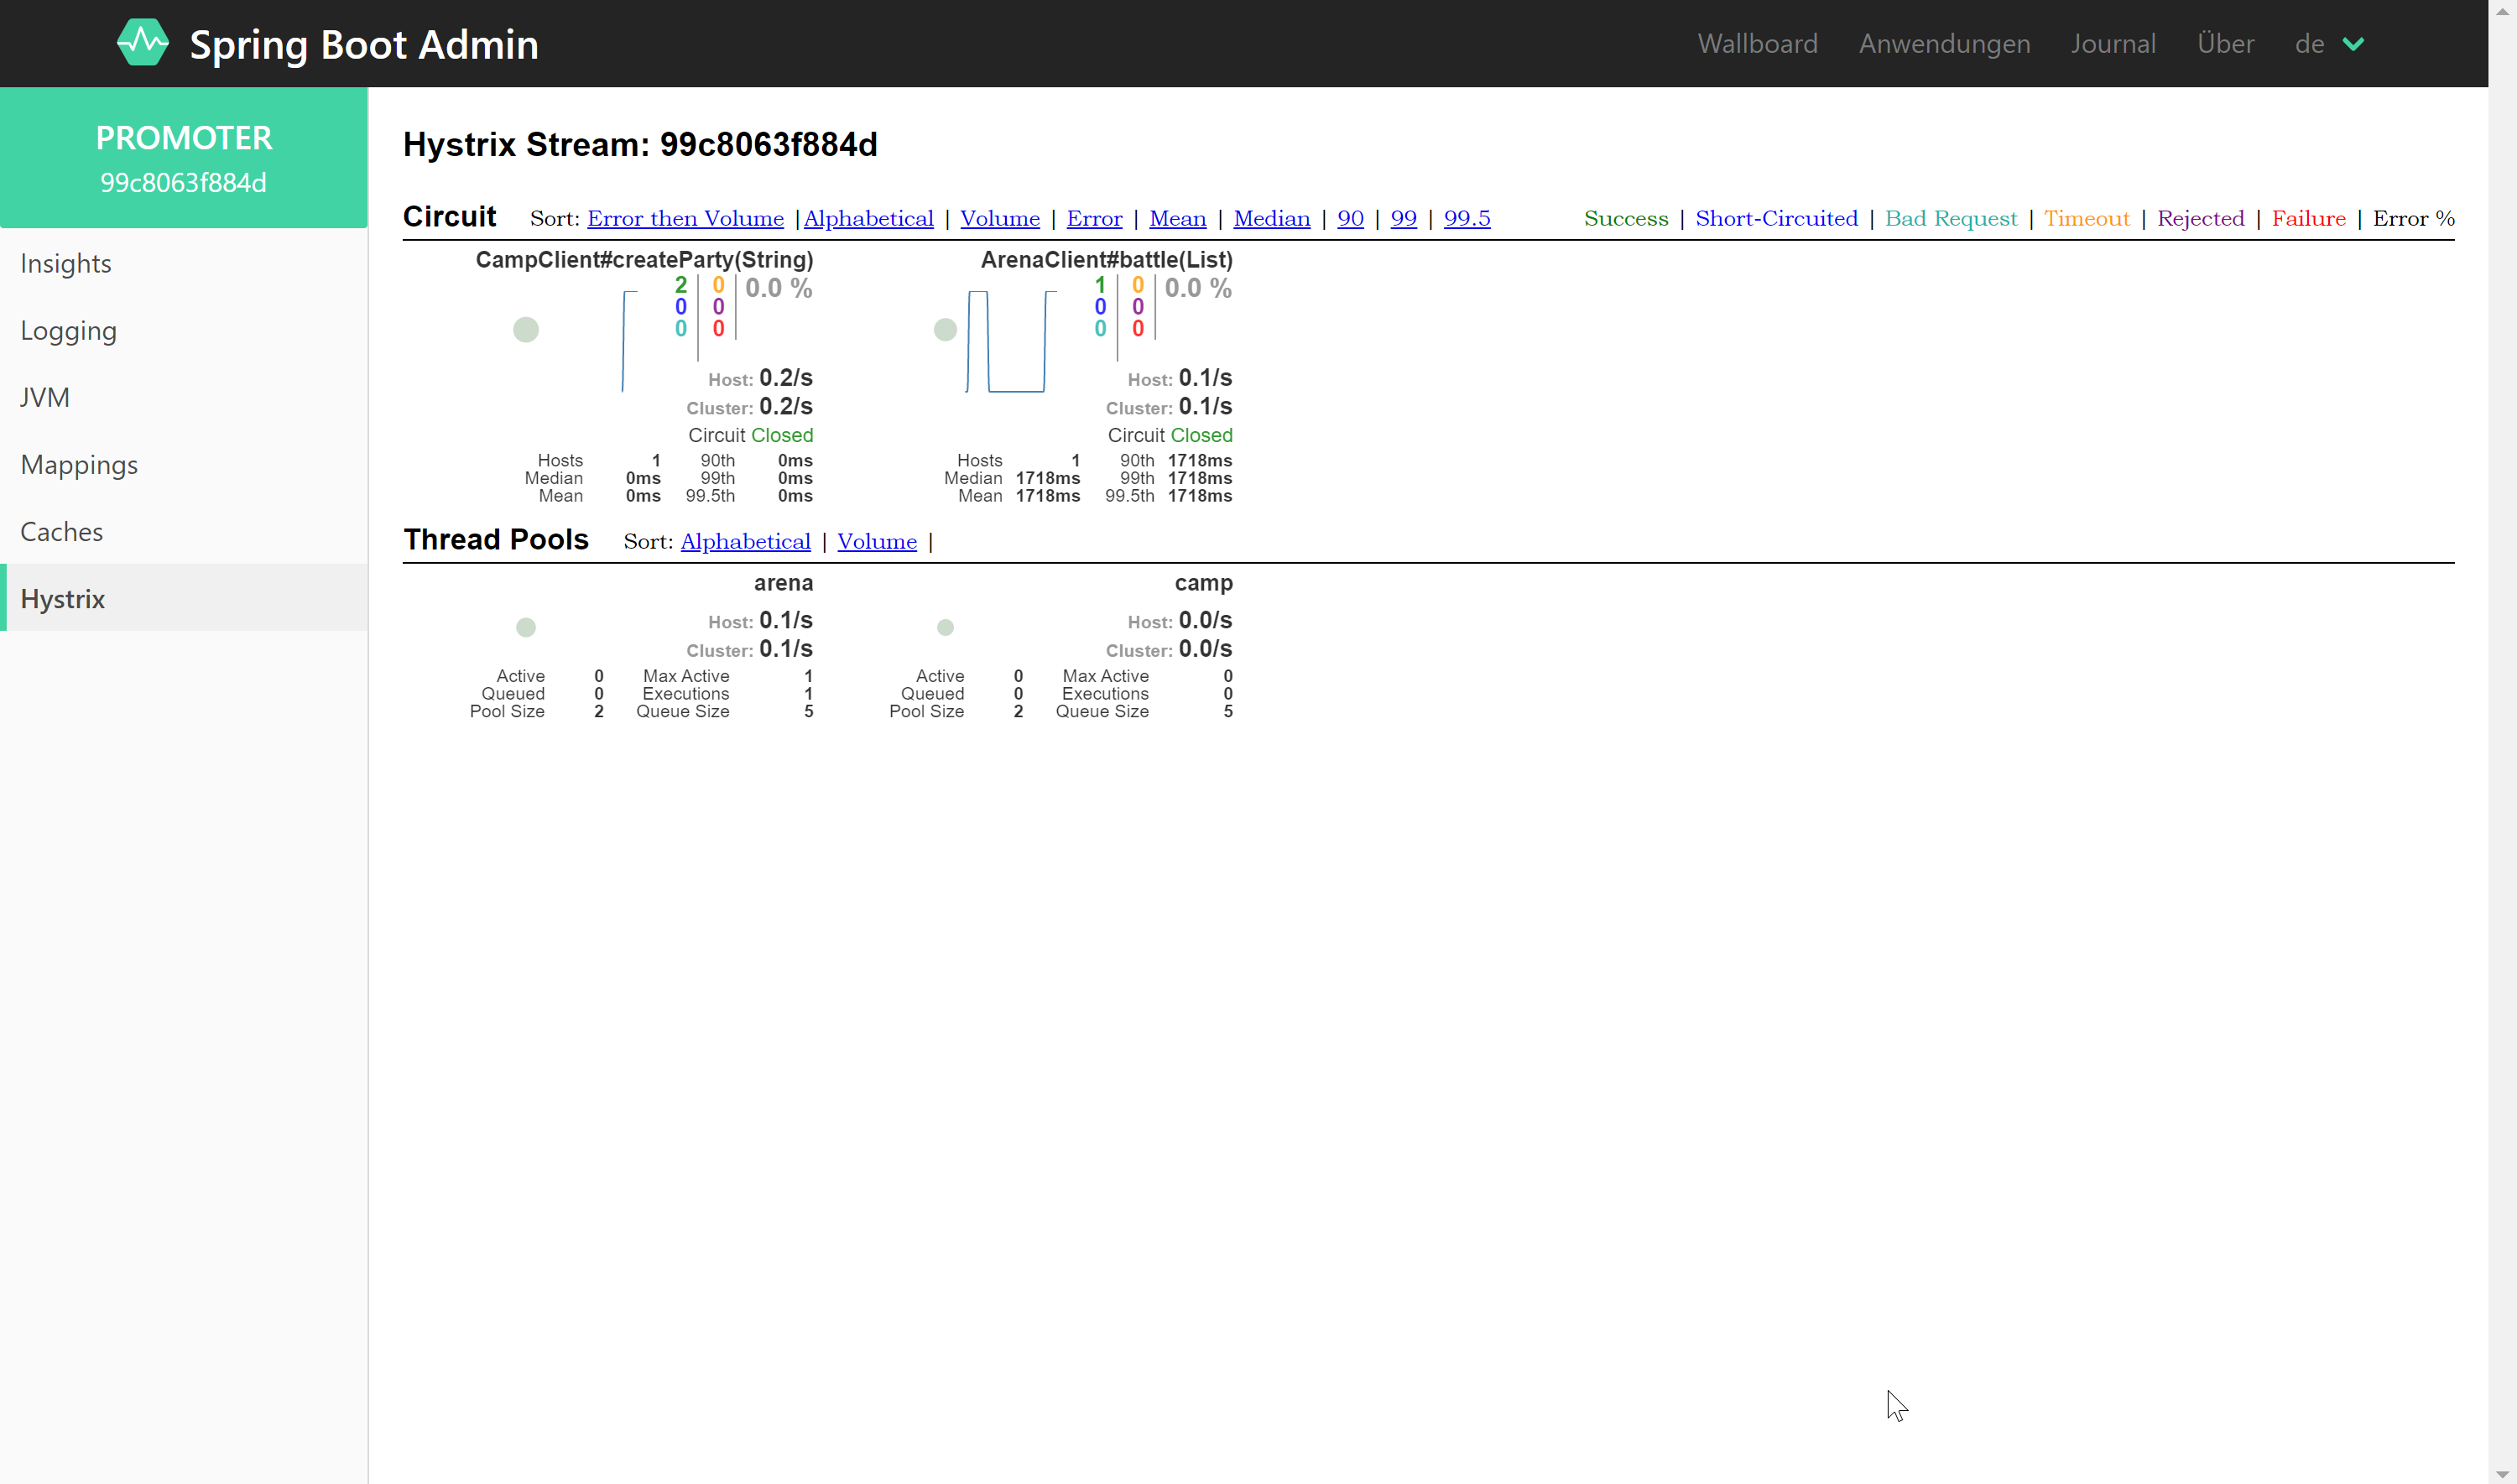 Spring Boot Admin
Wallboard Anwendungen Journal Über de
PROMOTER
99c8063f884d
Insights
Logging
JVM
Mappings
Caches
Hystrix
Hystrix Stream: 99c8063f884d
Circuit Sort: Error then Volume | Alphabetical | Volume | Error | Mean | Median | 90 | 99 | 99.5 Success | Short-Circuited | Bad Request | Timeout | Rejected | Failure | Error %
CampClient#createParty(String)
2 0 0.0 %
0 0
0 0
Host: 0.2/s
Cluster: 0.2/s
Circuit Closed
Hosts 1 90th 0ms
Median 0ms 99th 0ms
Mean 0ms 99.5th 0ms
ArenaClient#battle(List)
1 0 0.0 %
0 0
0 0
Host: 0.1/s
Cluster: 0.1/s
Circuit Closed
Hosts 1 90th 1718ms
Median 1718ms 99th 1718ms
Mean 1718ms 99.5th 1718ms
Thread Pools Sort: Alphabetical | Volume |
arena
Host: 0.1/s
Cluster: 0.1/s
Active 0 Max Active 1
Queued 0 Executions 1
Pool Size 2 Queue Size 5
camp
Host: 0.0/s
Cluster: 0.0/s
Active 0 Max Active 0
Queued 0 Executions 0
Pool Size 2 Queue Size 5